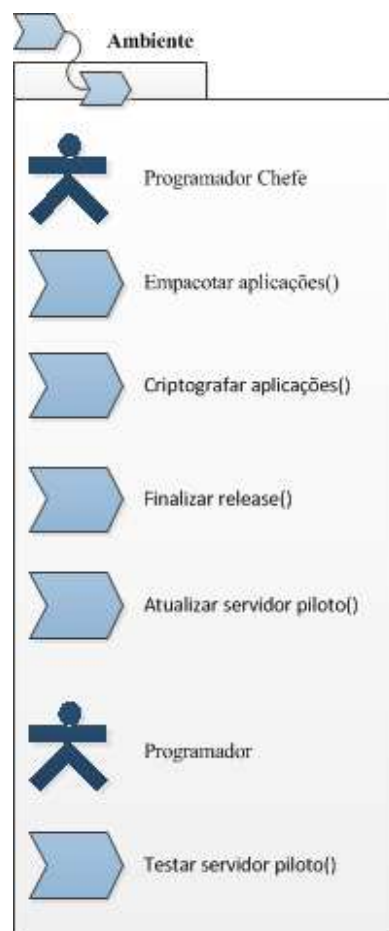 Ambiente
Programador Chefe
Empacotar aplicações()
Criptografar aplicações()
Finalizar release()
Atualizar servidor piloto()
Programador
Testar servidor piloto()